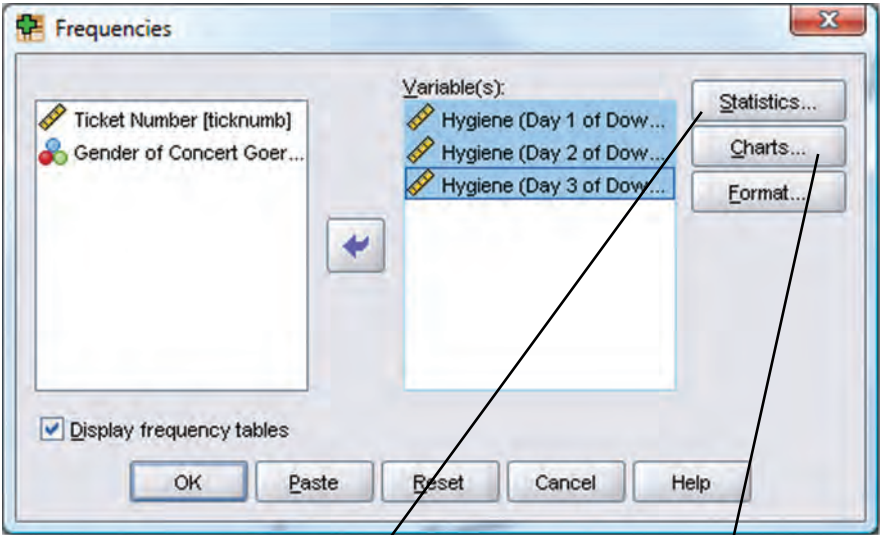 Frequencies
Variable(s):
Ticket Number [ticknumb]
Gender of Concert Goer...
Hygiene (Day 1 of Dow...
Hygiene (Day 2 of Dow...
Hygiene (Day 3 of Dow...
Statistics...
Charts...
Format...
Display frequency tables
OK Paste Reset Cancel Help